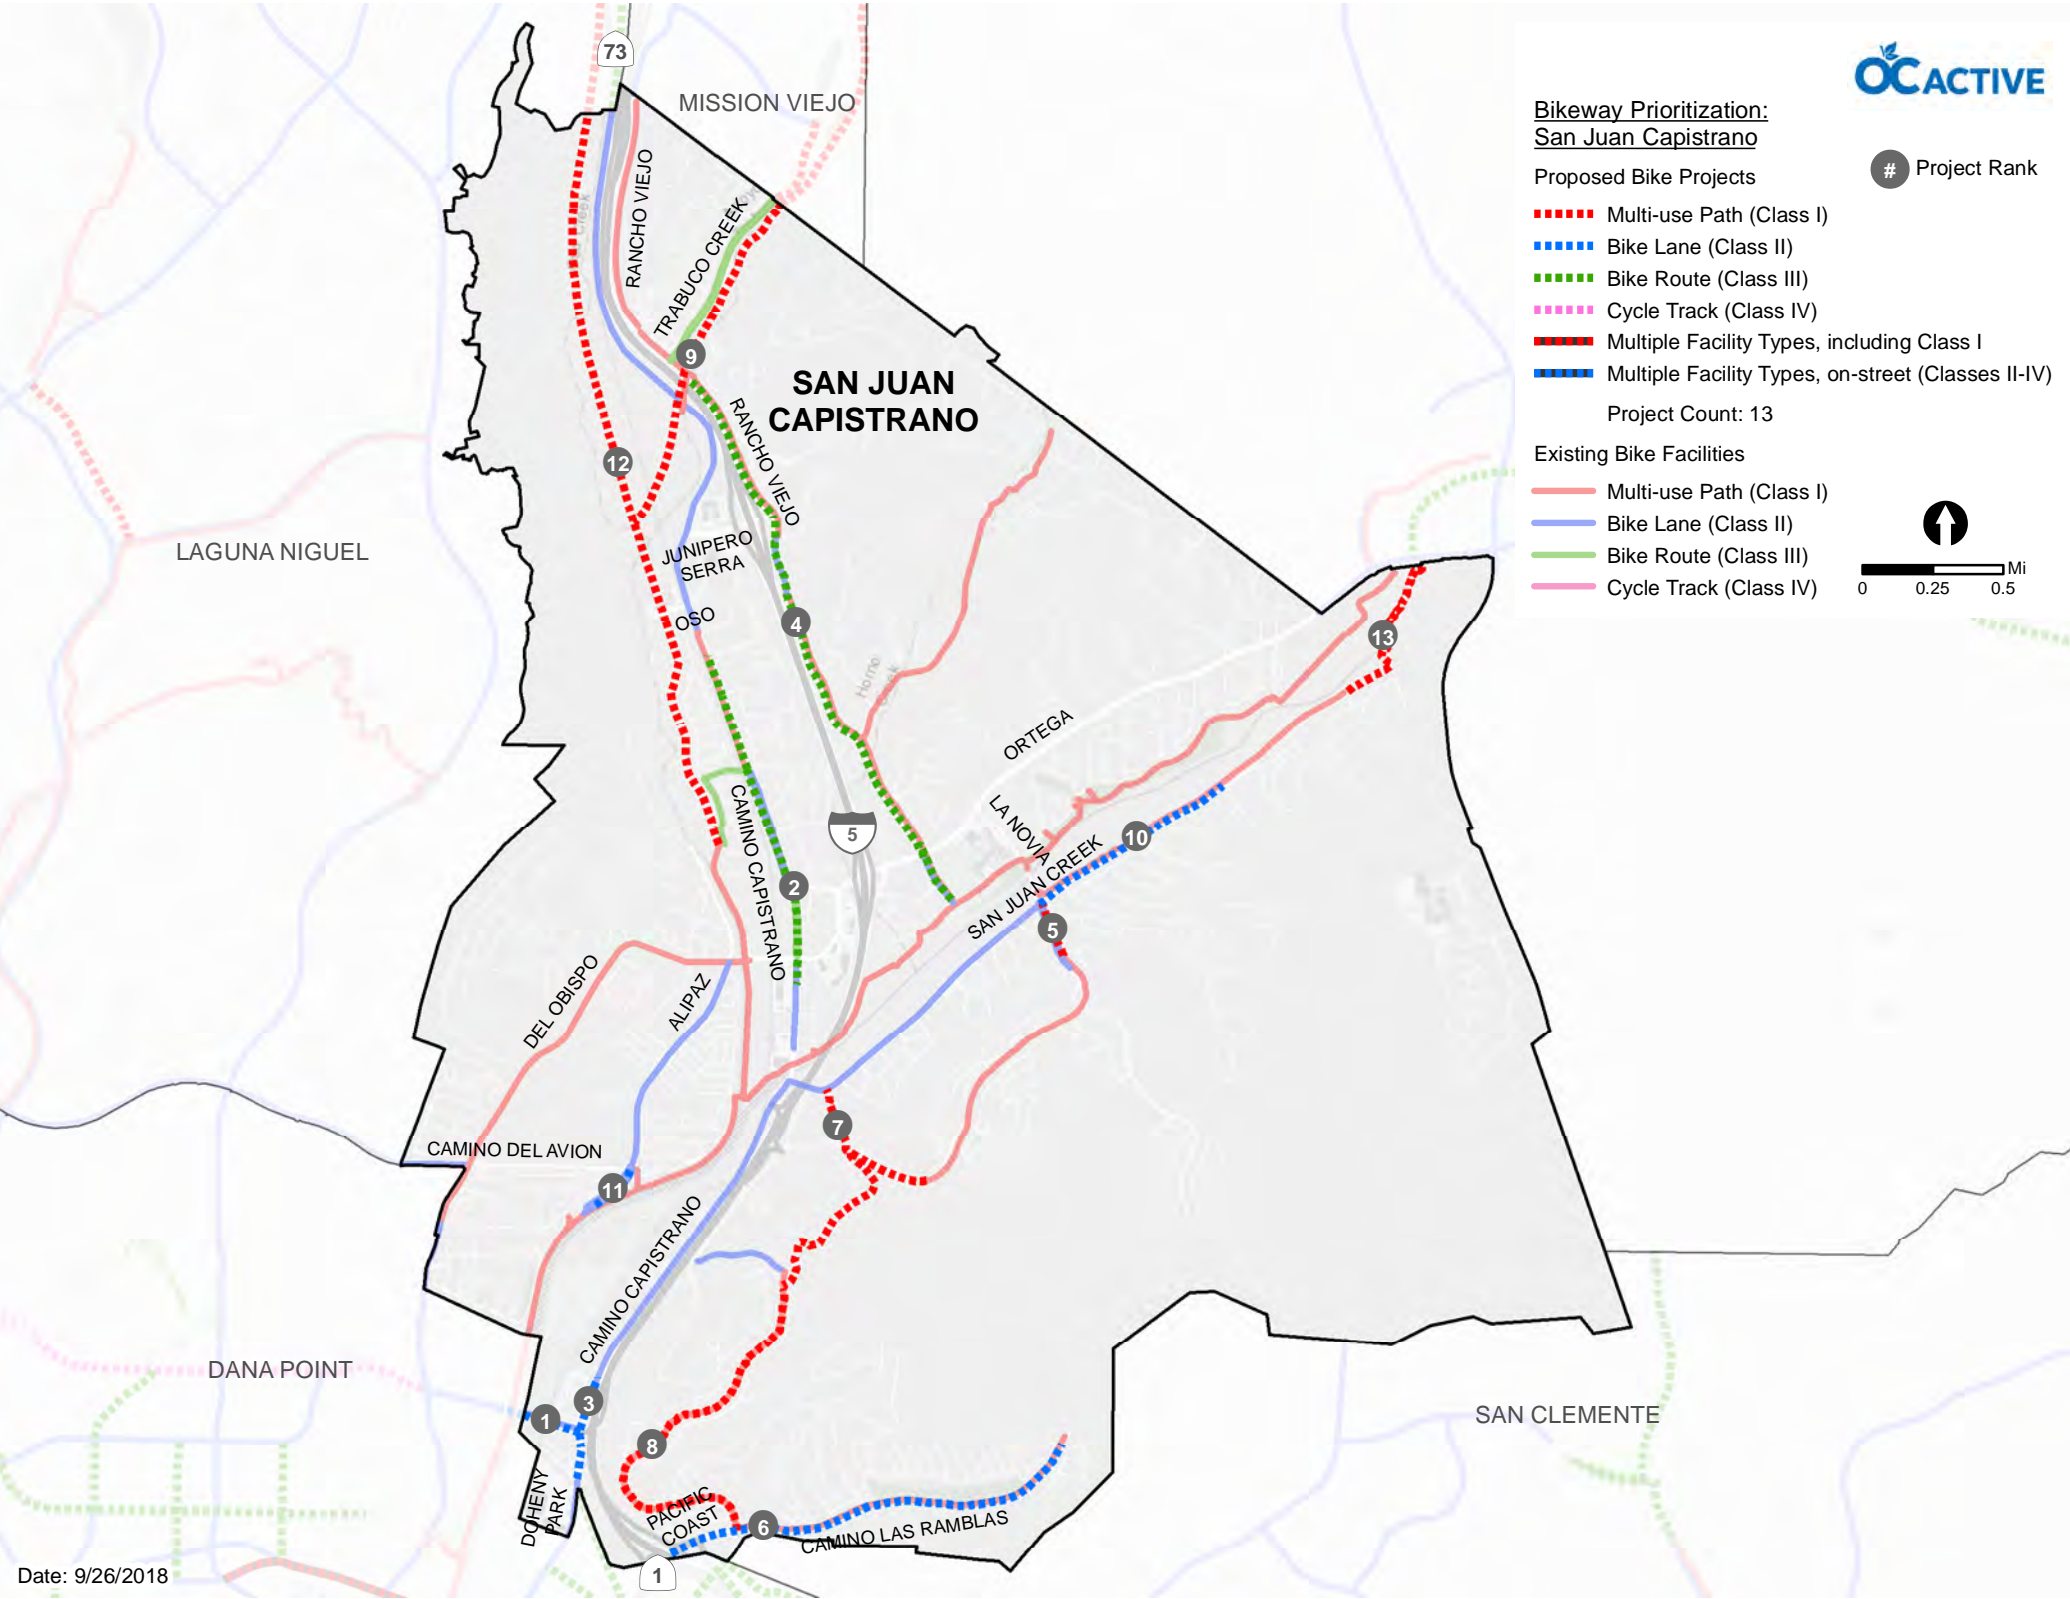 73
MISSION VIEJO
OC ACTIVE
Bikeway Prioritization:
San Juan Capistrano
# Project Rank
Proposed Bike Projects
Multi-use Path (Class I)
Bike Lane (Class II)
Bike Route (Class III)
Cycle Track (Class IV)
Multiple Facility Types, including Class I
Multiple Facility Types, on-street (Classes II-IV)
Project Count: 13
Existing Bike Facilities
Multi-use Path (Class I)
Bike Lane (Class II)
Bike Route (Class III)
Cycle Track (Class IV)
Mi
0 0.25 0.5
RANCHO VIEJO
TRABUCO CREEK
Creek
9
SAN JUAN
CAPISTRANO
RANCHO VIEJO
12
LAGUNA NIGUEL
JUNIPERO
SERRA
OSO
4
13
Horno
Creek
ORTEGA
CAMINO CAPISTRANO
5
LA NOVIA
10
SAN JUAN CREEK
2
5
DEL OBISPO
ALIPAZ
7
CAMINO DEL AVION
11
CAMINO CAPISTRANO
DANA POINT
3
1
SAN CLEMENTE
8
DOHENY
PARK
PACIFIC
COAST
6
CAMINO LAS RAMBLAS
1
Date: 9/26/2018